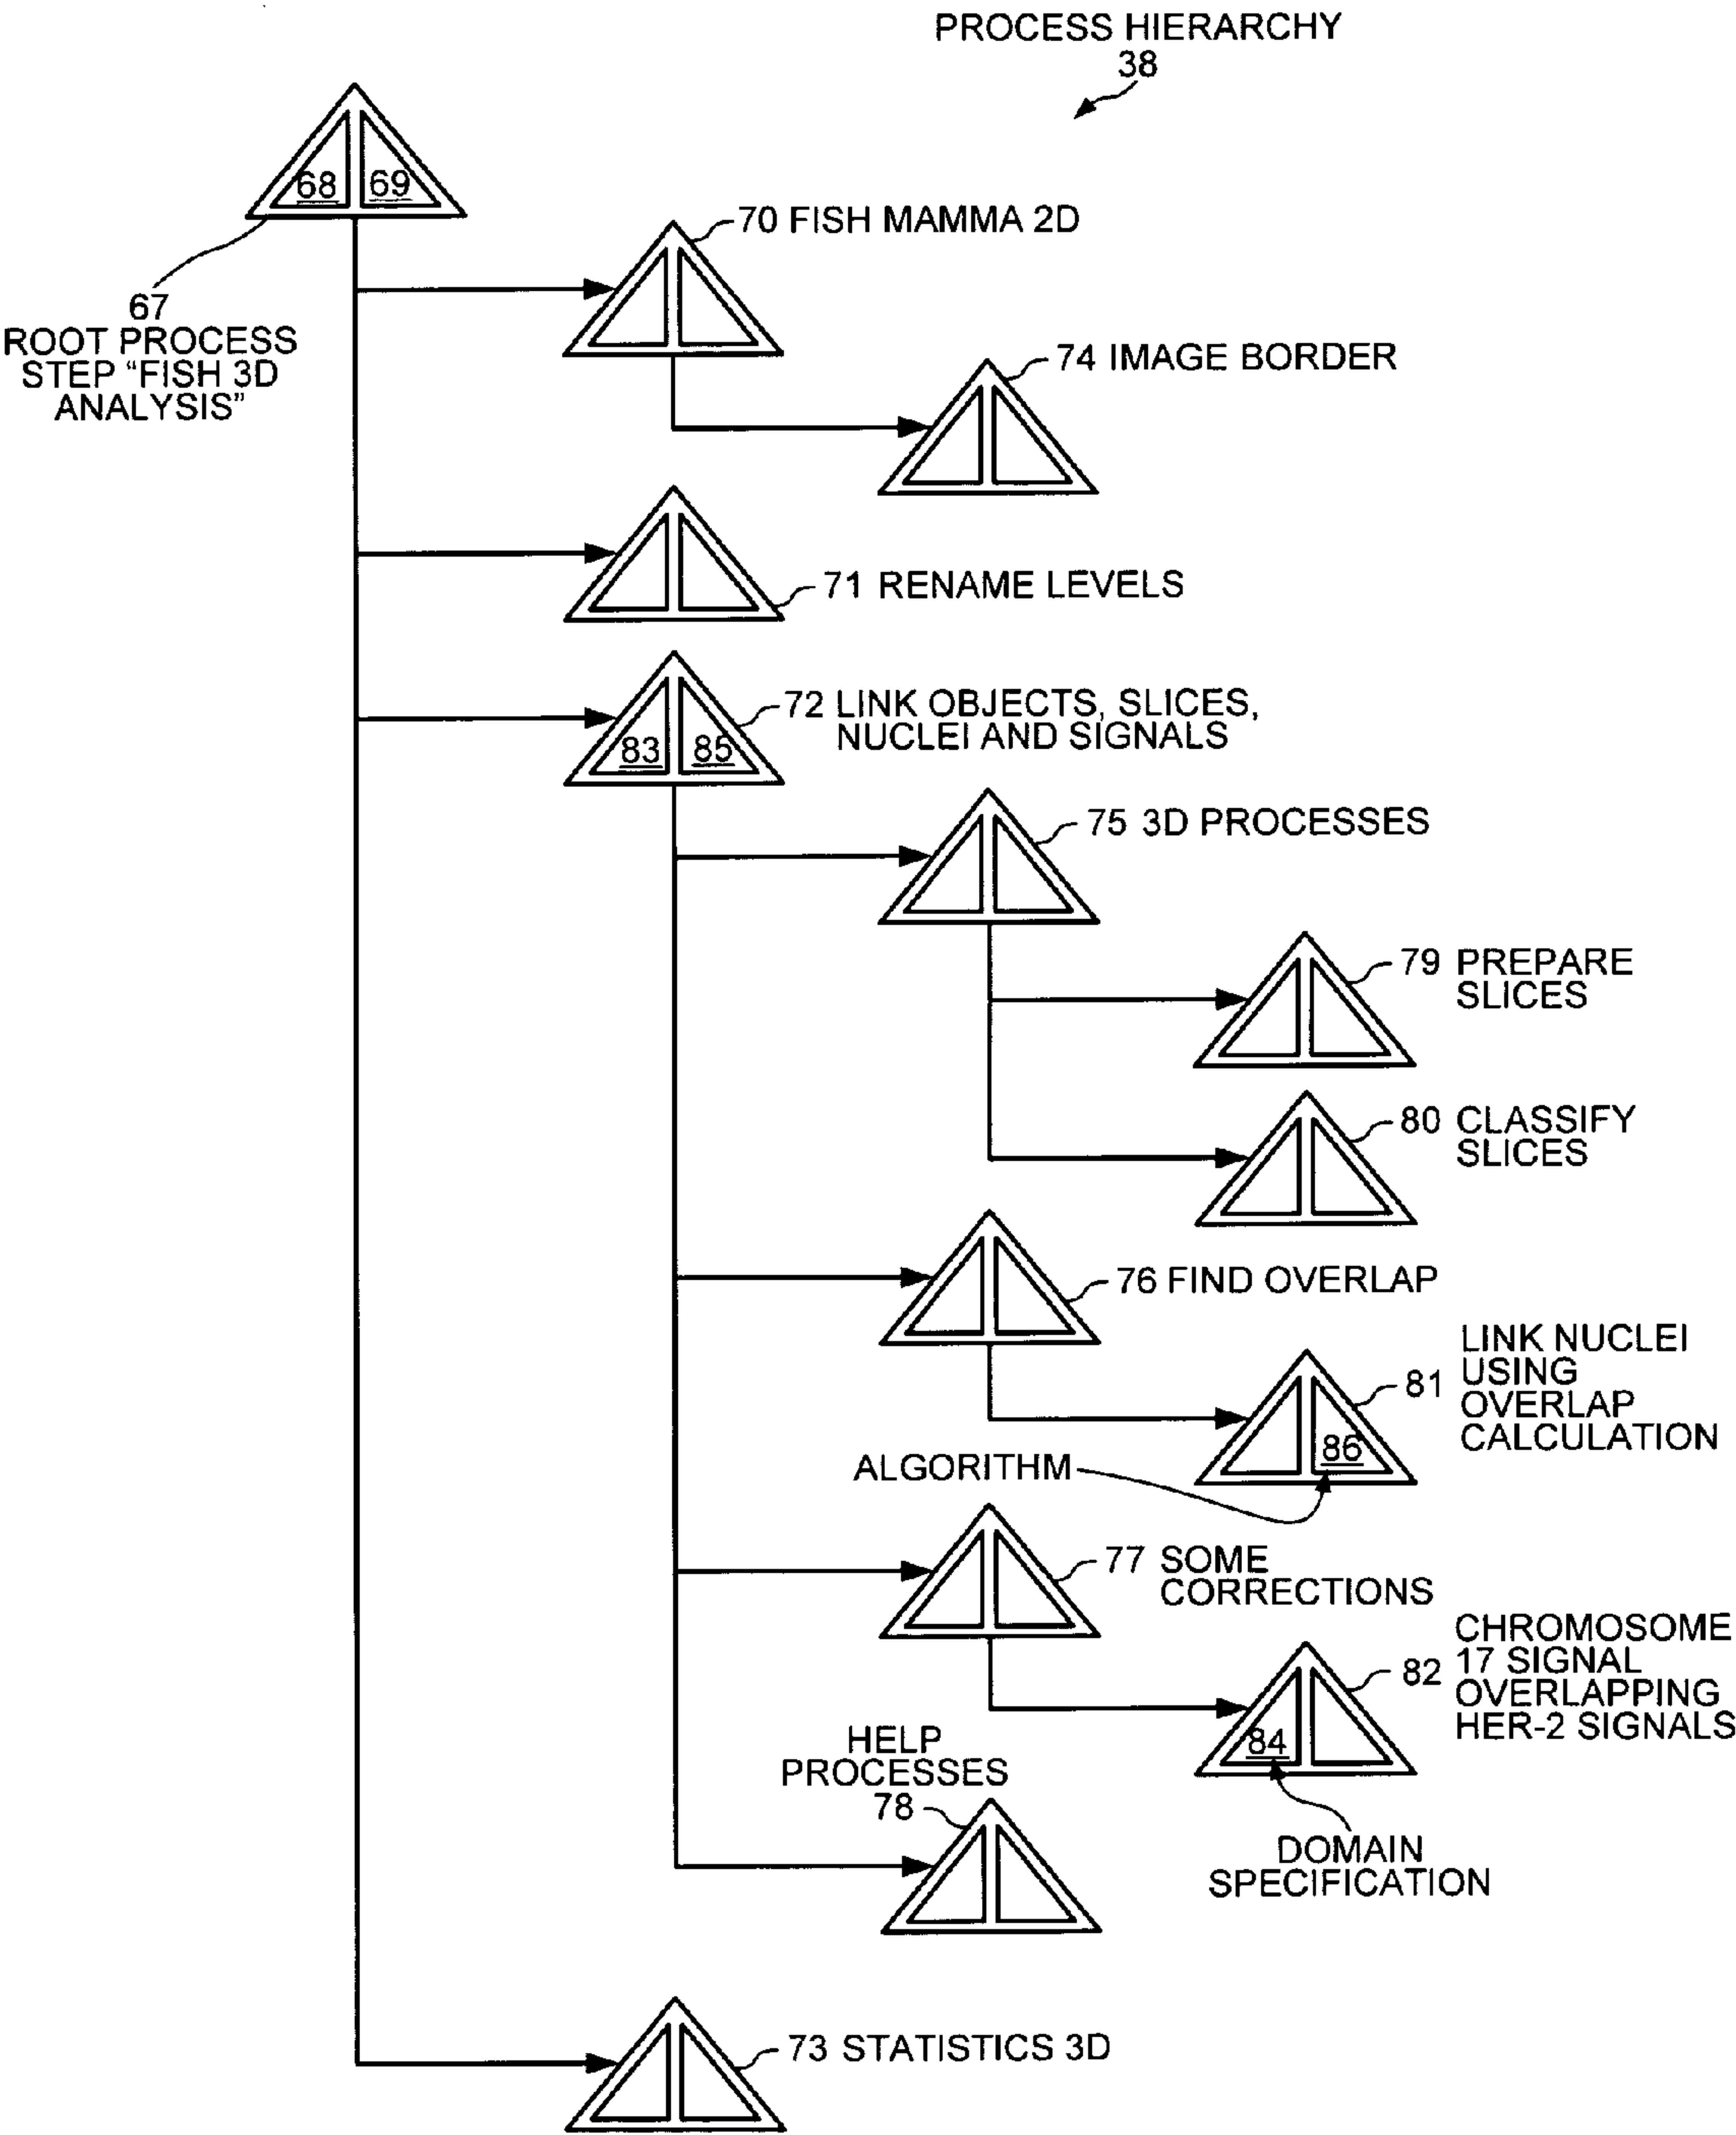 PROCESS HIERARCHY
38
68 69
67
ROOT PROCESS
STEP “FISH 3D
ANALYSIS”
70 FISH MAMMA 2D
74 IMAGE BORDER
71 RENAME LEVELS
72 LINK OBJECTS, SLICES,
NUCLEI AND SIGNALS
83 85
75 3D PROCESSES
79 PREPARE
SLICES
80 CLASSIFY
SLICES
76 FIND OVERLAP
LINK NUCLEI
81 USING
OVERLAP
CALCULATION
86
ALGORITHM
77 SOME
CORRECTIONS
CHROMOSOME
17 SIGNAL
82 OVERLAPPING
HER-2 SIGNALS
84
HELP
PROCESSES
78
DOMAIN
SPECIFICATION
73 STATISTICS 3D